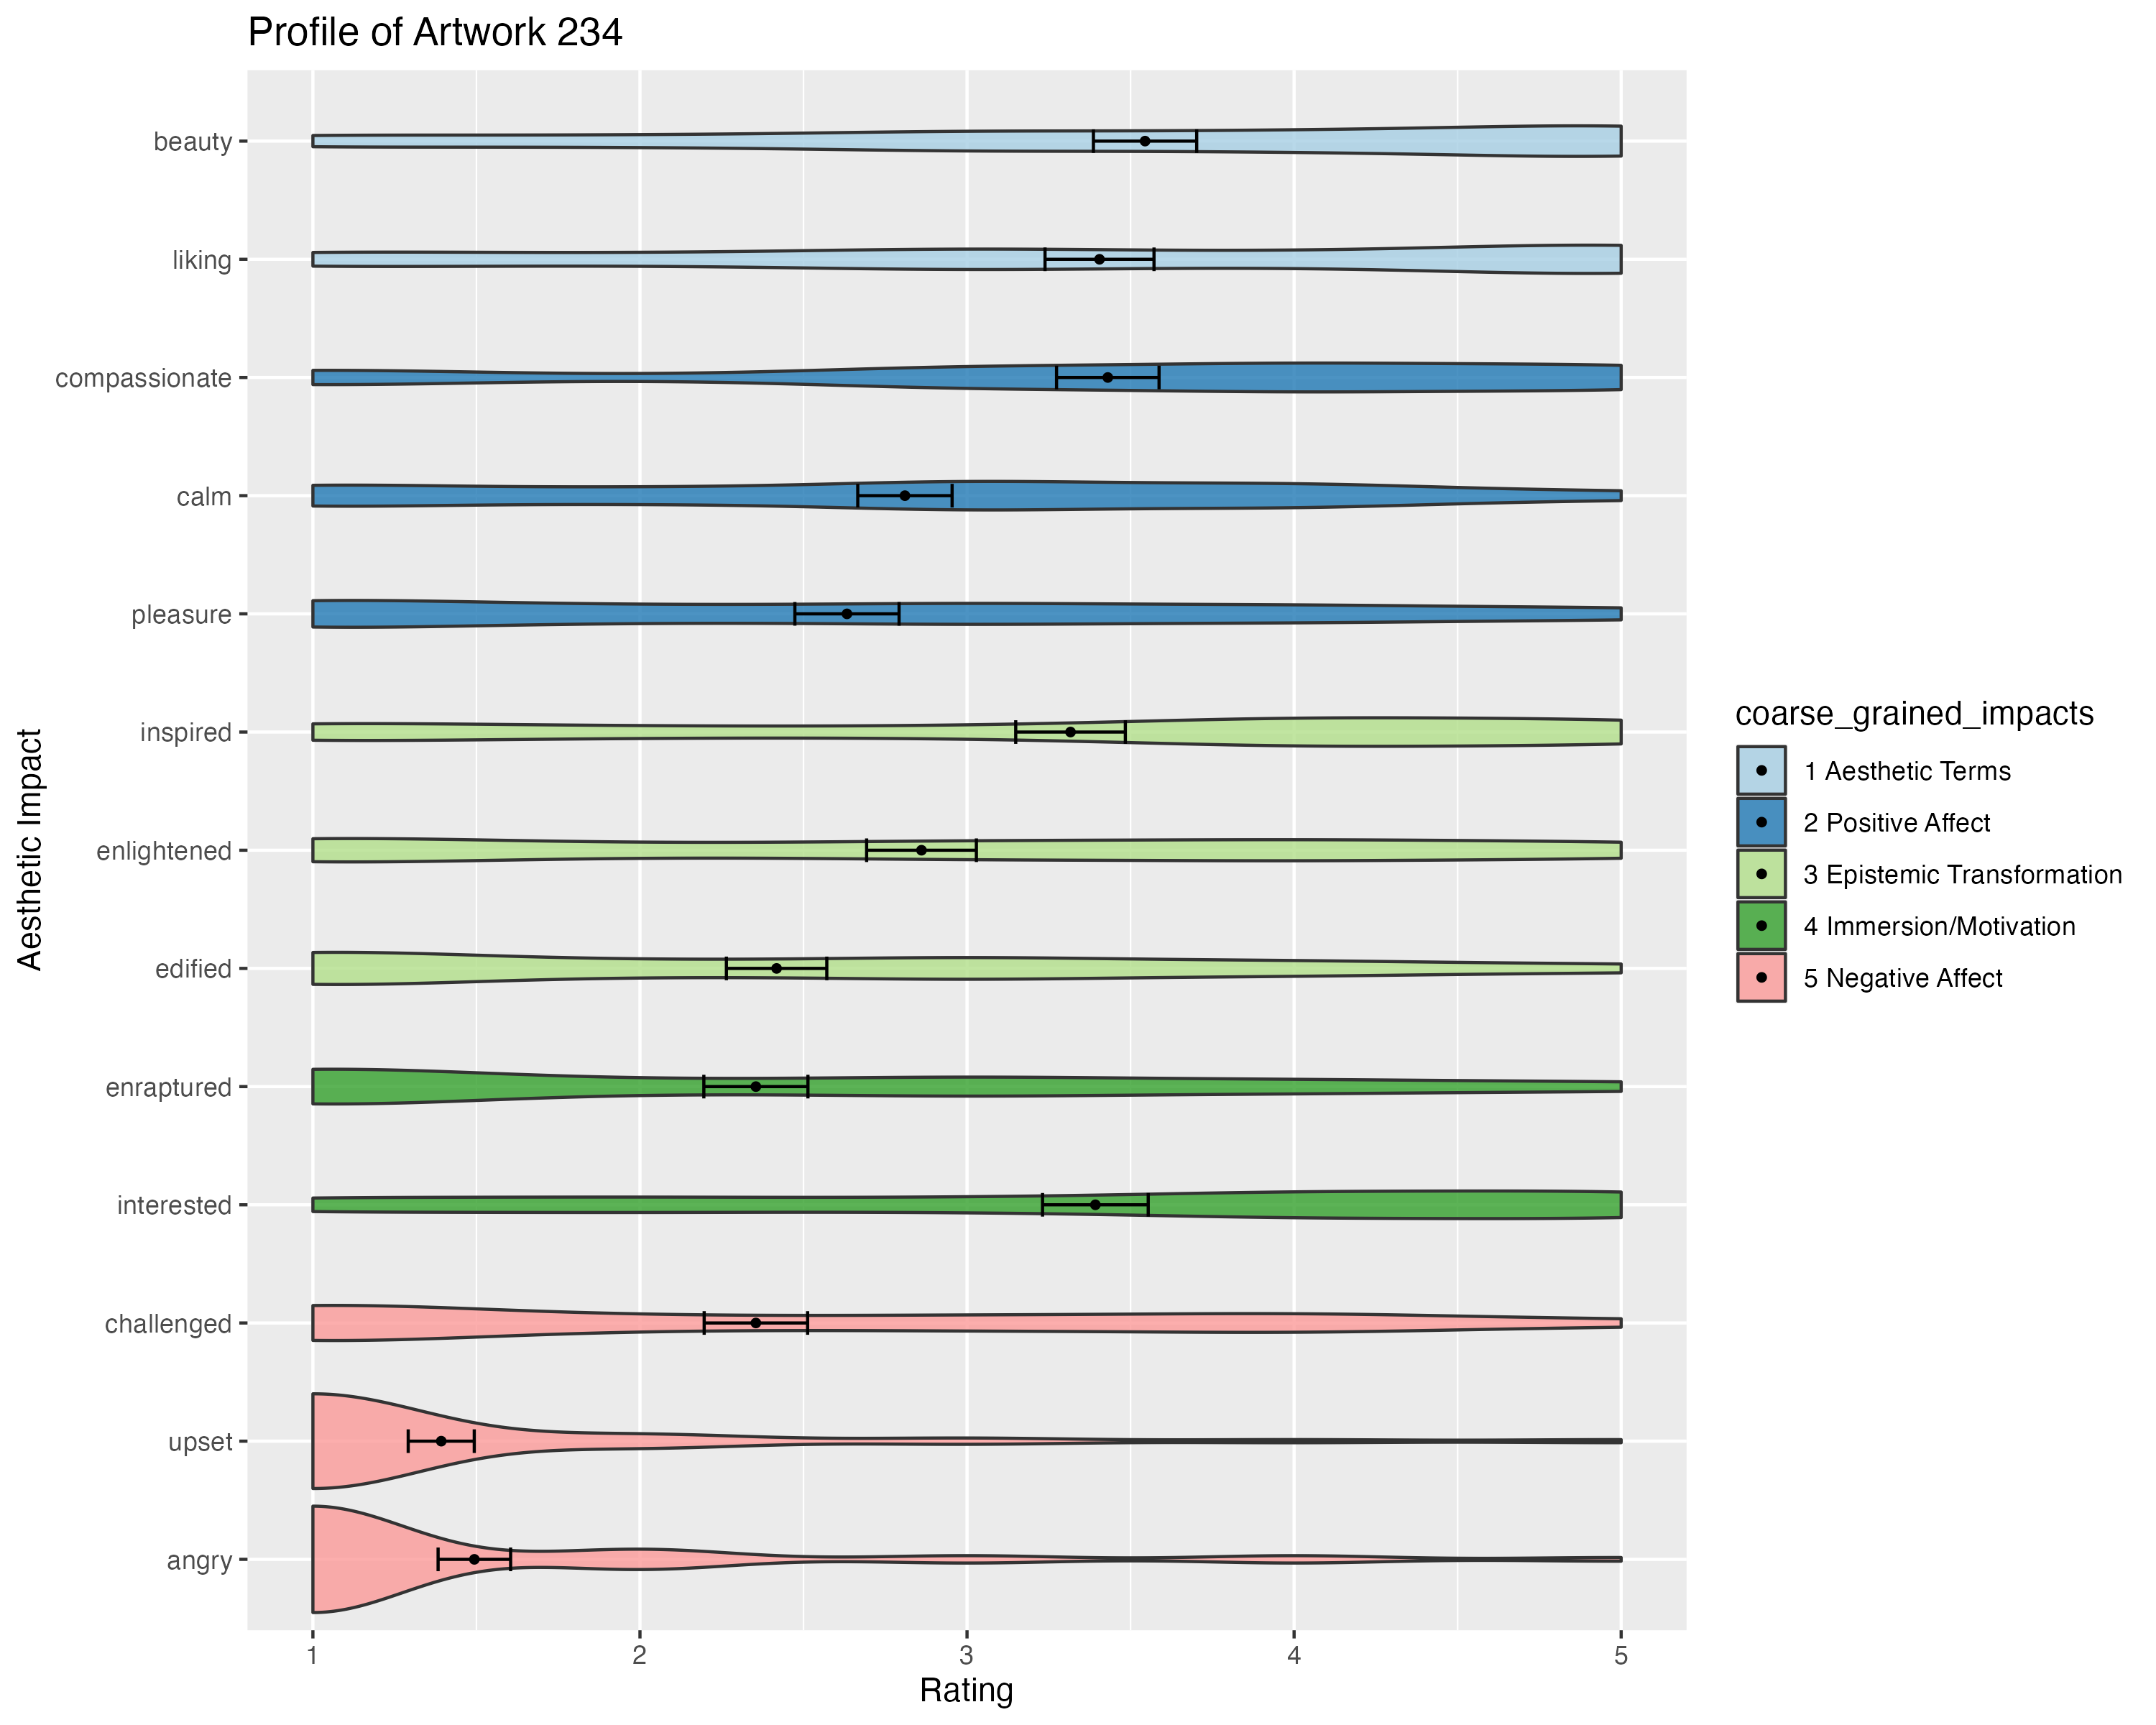 Profile of Artwork 234
beauty
liking
compassionate
calm
pleasure
inspired
enlightened
edified
enraptured
interested
challenged
upset
angry
Aesthetic Impact
1 2 3 4 5
Rating
coarse_grained_impacts
1 Aesthetic Terms
2 Positive Affect
3 Epistemic Transformation
4 Immersion/Motivation
5 Negative Affect